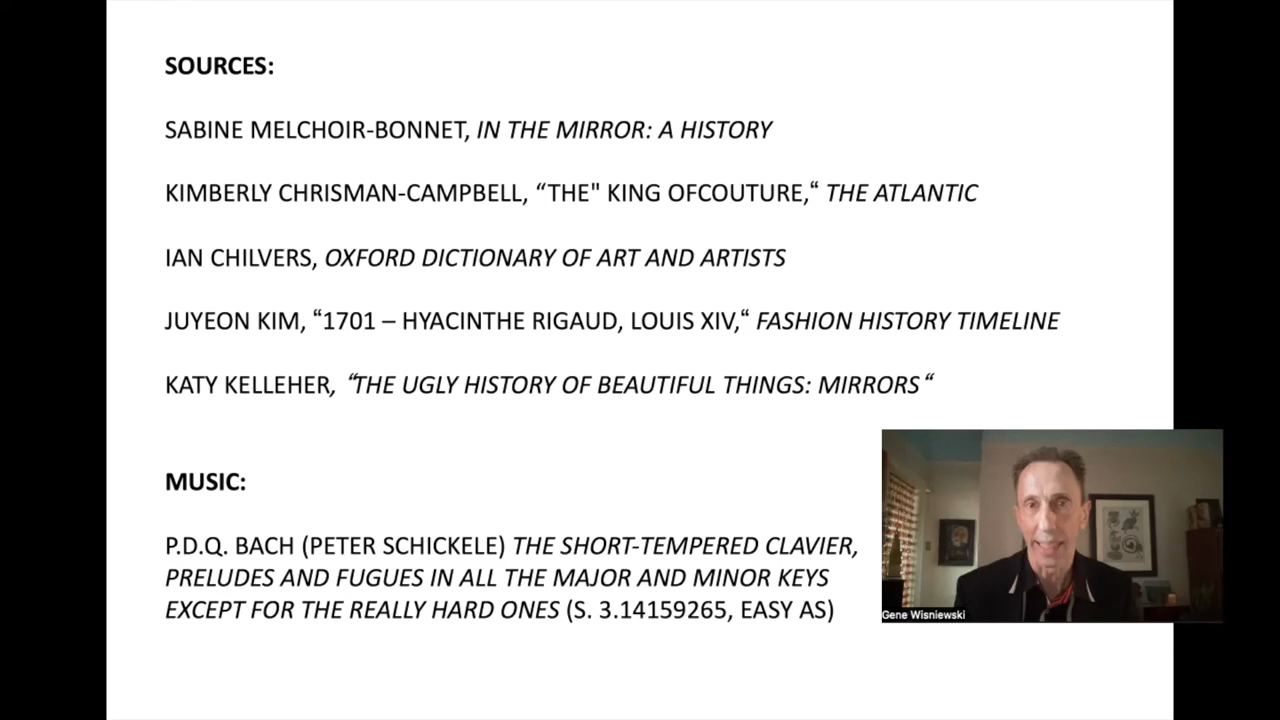 SOURCES:
SABINE MELCHOIR-BONNET, IN THE MIRROR: A HISTORY
KIMBERLY CHRISMAN-CAMPBELL, “THE" KING OFCOUTURE,“ THE ATLANTIC
IAN CHILVERS, OXFORD DICTIONARY OF ART AND ARTISTS
JUYEON KIM, “1701 – HYACINTHE RIGAUD, LOUIS XIV,“ FASHION HISTORY TIMELINE
KATY KELLEHER, “THE UGLY HISTORY OF BEAUTIFUL THINGS: MIRRORS“
MUSIC:
P.D.Q. BACH (PETER SCHICKELE) THE SHORT-TEMPERED CLAVIER,
PRELUDES AND FUGUES IN ALL THE MAJOR AND MINOR KEYS
EXCEPT FOR THE REALLY HARD ONES (S. 3.14159265, EASY AS)
Gene Wisniewski